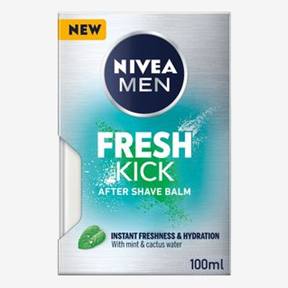 NEW
NIVEA
MEN
FRESH
KICK
AFTER SHAVE BALM
INSTANT FRESHNESS & HYDRATION
With mint & cactus water
100ml